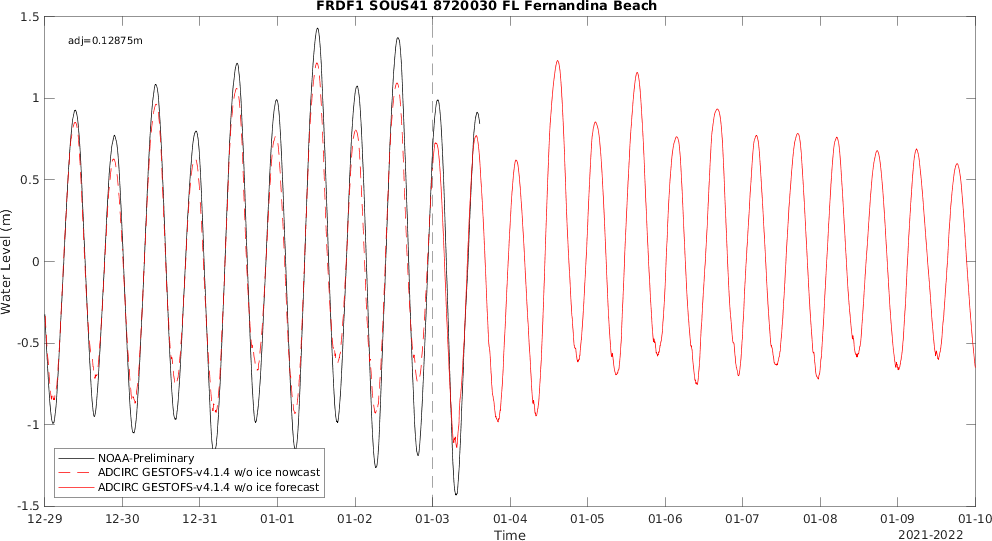 FRDF1 SOUS41 8720030 FL Fernandina Beach
adj=0.12875m
1.5
1
0.5
0
-0.5
-1
-1.5
Water Level (m)
NOAA-Preliminary
ADCIRC GESTOFS-v4.1.4 w/o ice nowcast
ADCIRC GESTOFS-v4.1.4 w/o ice forecast
12-29 12-30 12-31 01-01 01-02 01-03 01-04 01-05 01-06 01-07 01-08 01-09 01-10
Time
2021-2022